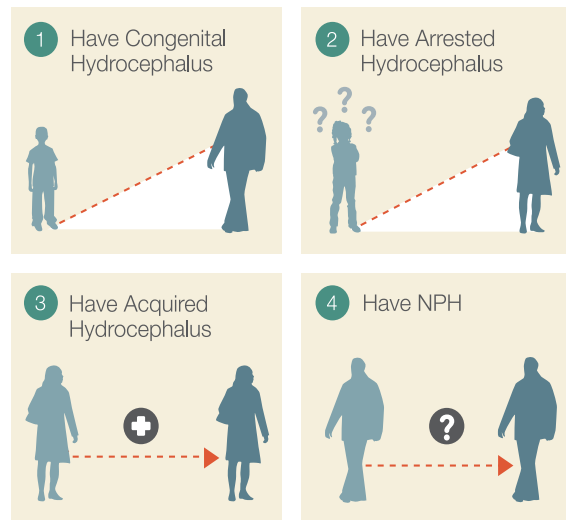 1 Have Congenital
Hydrocephalus
2 Have Arrested
Hydrocephalus
? ? ?
3 Have Acquired
Hydrocephalus
4 Have NPH
?